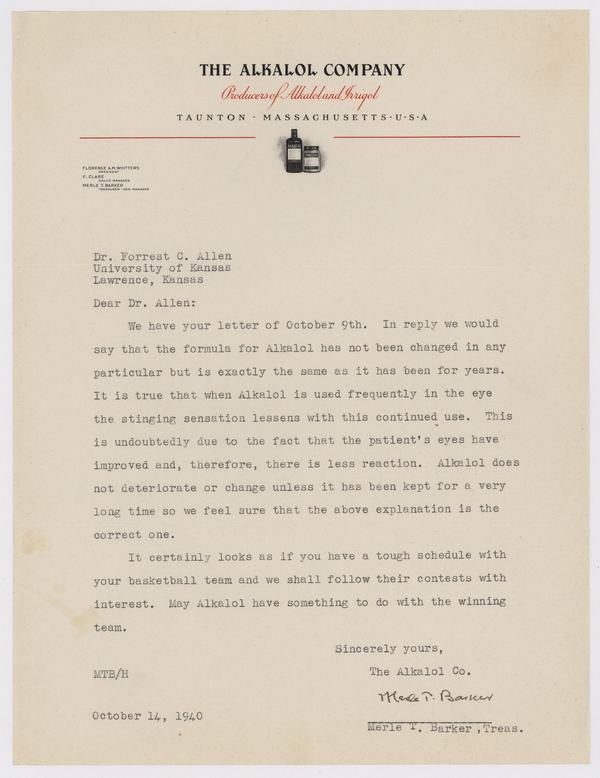 THE ALKALOL COMPANY
Producers of Alkalol and Irrigol
TAUNTON · MASSACHUSETTS · U · S · A
FLORENCE A.M. WHITTERS
PRESIDENT
F. CLARE
SALES MANAGER
MERLE T. BARKER
TREASURER - GEN. MANAGER
Dr. Forrest C. Allen
University of Kansas
Lawrence, Kansas
Dear Dr. Allen:
We have your letter of October 9th. In reply we would
say that the formula for Alkalol has not been changed in any
particular but is exactly the same as it has been for years.
It is true that when Alkalol is used frequently in the eye
the stinging sensation lessens with this continued use. This
is undoubtedly due to the fact that the patient's eyes have
improved and, therefore, there is less reaction. Alkalol does
not deteriorate or change unless it has been kept for a very
long time so we feel sure that the above explanation is the
correct one.
It certainly looks as if you have a tough schedule with
your basketball team and we shall follow their contests with
interest. May Alkalol have something to do with the winning
team.
Sincerely yours,
MTB/H
The Alkalol Co.
Merle T. Barker
October 14, 1940
Merle T. Barker ,Treas.